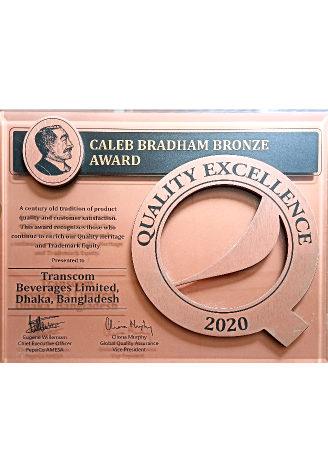 CALEB BRADHAM BRONZE
AWARD
A century old tradition of product
quality and customer satisfaction.
This award recognizes those who
continue to enrich our Quality Heritage
and Trademark Equity.
Presented to
Transcom
Beverages Limited,
Dhaka, Bangladesh
Eugene Willemsen
Chief Executive Officer
PepsiCo AMESA
Cliona Murphy
Cliona Murphy
Global Quality Assurance
Vice President
QUALITY EXCELLENCE
2020